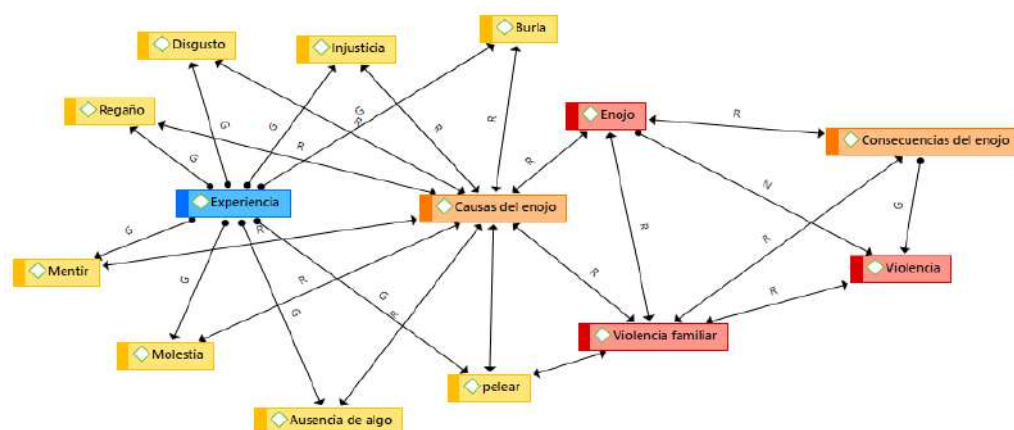 Burla
Disgusto
Injusticia
Regaño
Enojo
Consecuencias del enojo
Experiencia
Causas del enojo
Mentir
Violencia
Molestia
Violencia familiar
pelear
Ausencia de algo
G
G
G
G
R
R
R
R
R
R
R
N
G
R
R
R
R
G
R
R
G
G
G
R